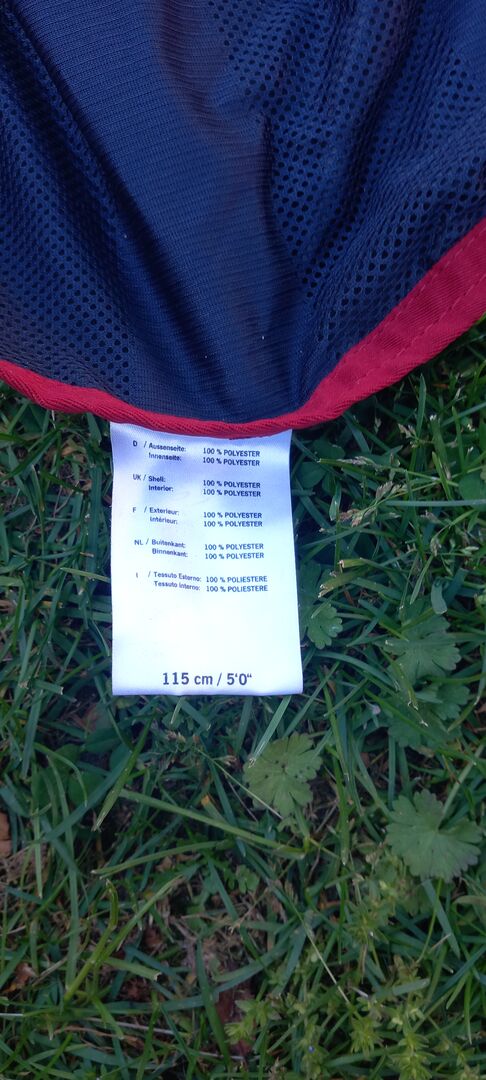 D / Aussenseite: 100 % POLYESTER
Innenseite: 100 % POLYESTER
UK / Shell: 100 % POLYESTER
Interior: 100 % POLYESTER
F / Exterieur: 100 % POLYESTER
Intérieur: 100 % POLYESTER
NL / Buitenkant: 100 % POLYESTER
Binnenkant: 100 % POLYESTER
I / Tessuto Esterno: 100 % POLIESTERE
Tessuto Interno: 100 % POLIESTERE
115 cm / 5'0"